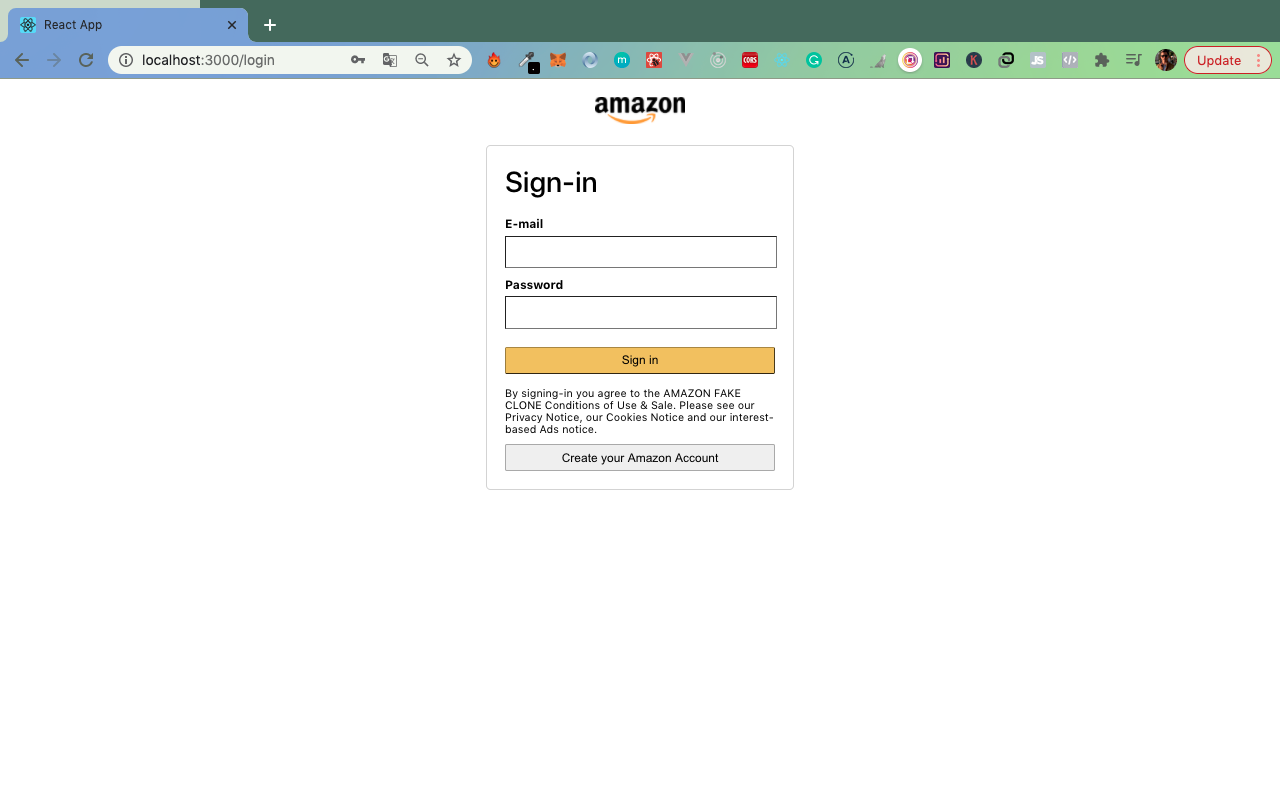 React App
localhost:3000/login
Update
amazon
Sign-in
E-mail
Password
Sign in
By signing-in you agree to the AMAZON FAKE
CLONE Conditions of Use & Sale. Please see our
Privacy Notice, our Cookies Notice and our interest-
based Ads notice.
Create your Amazon Account